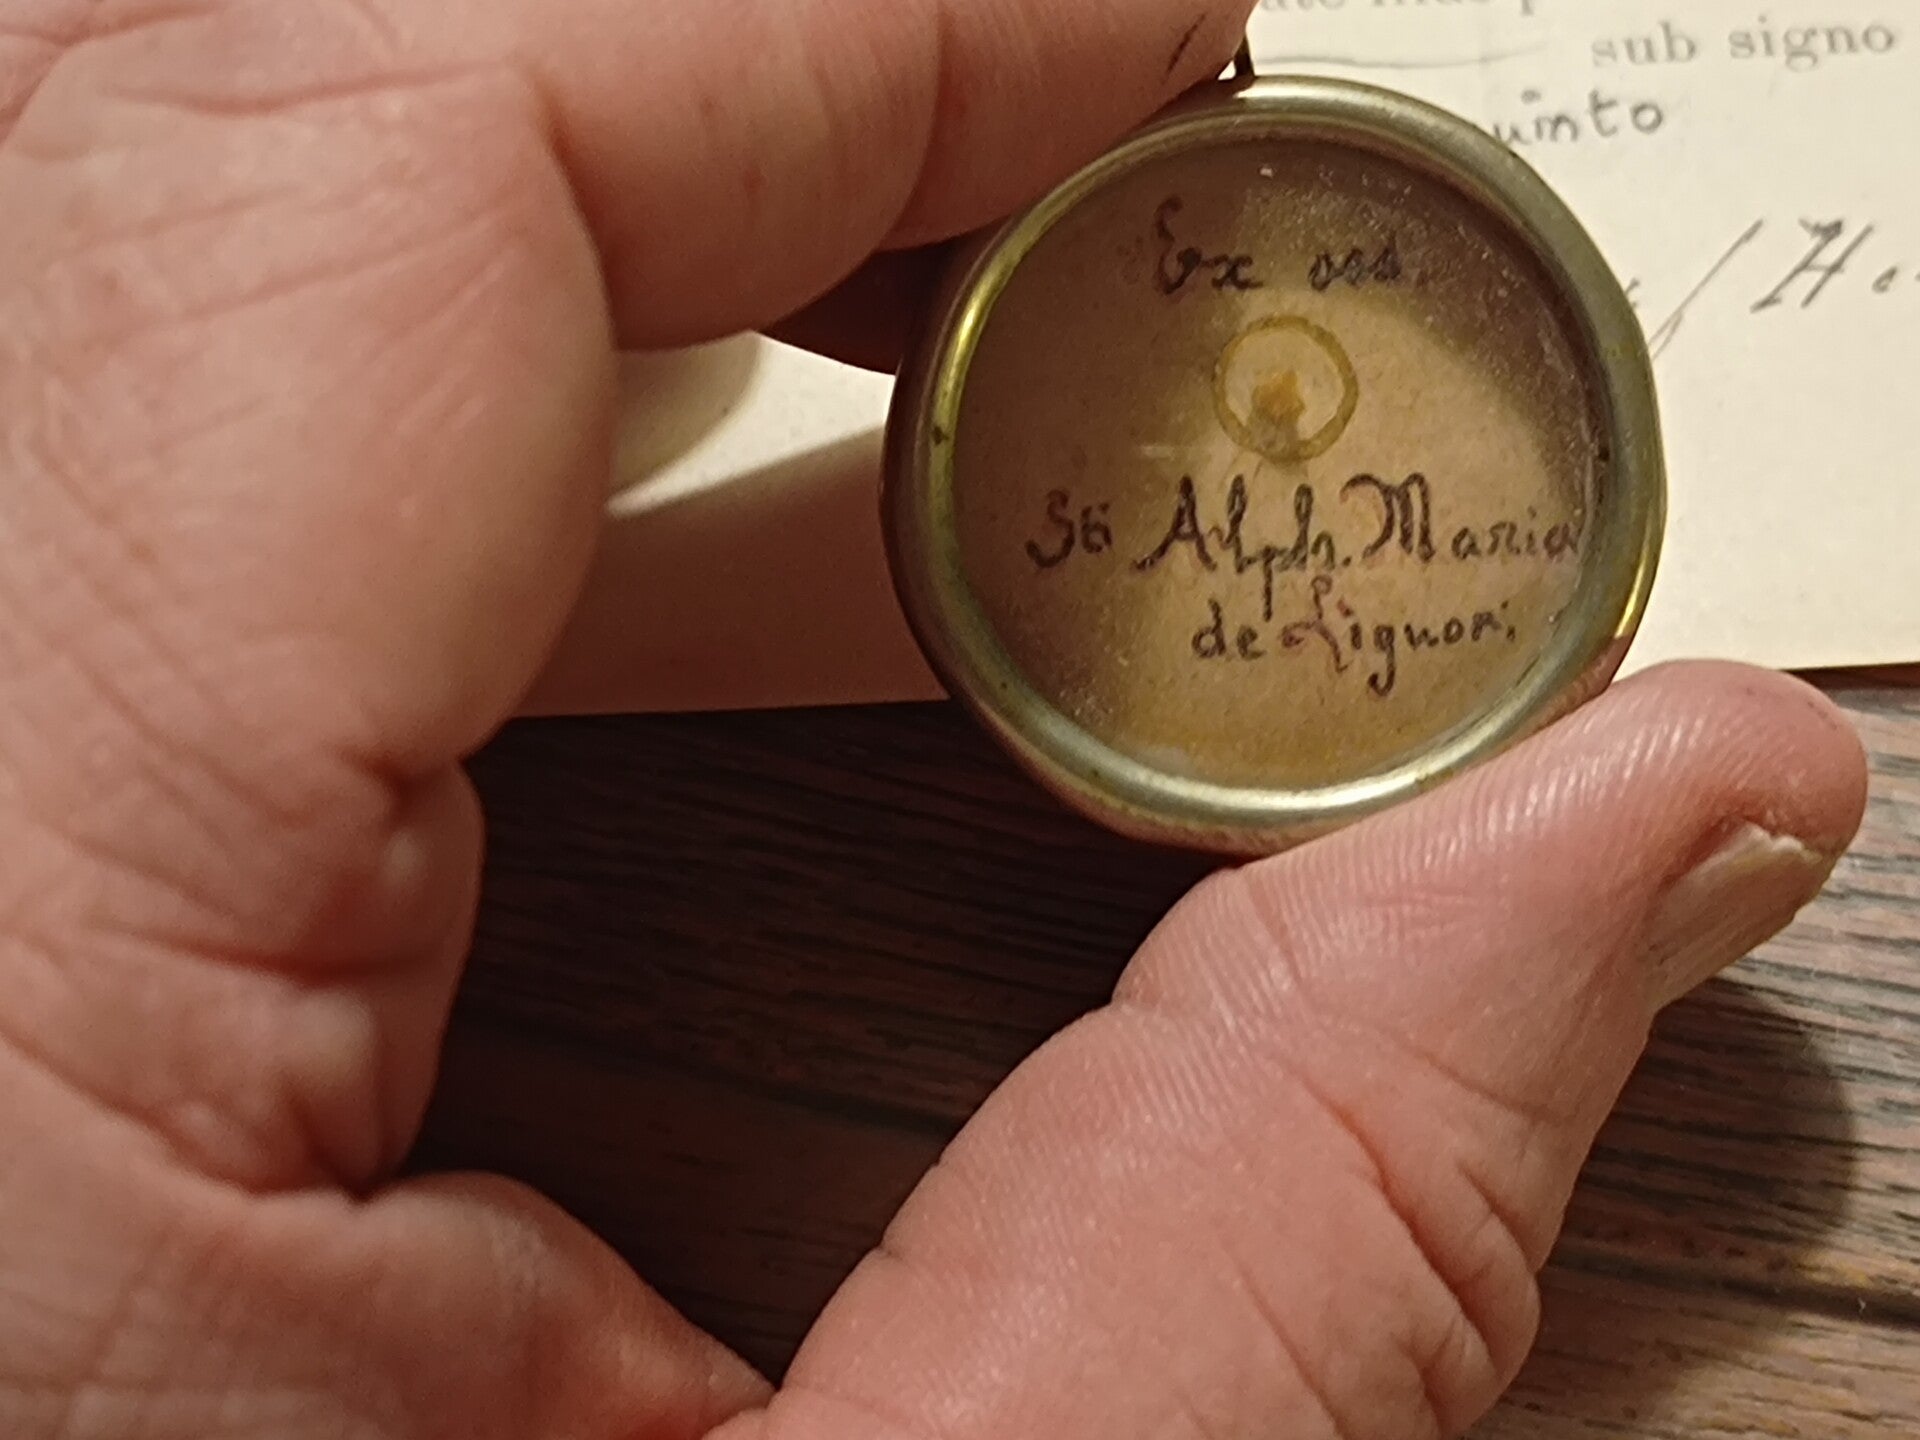 sub signo
Ex oss.
Sti Alph. Maria
de Liguori